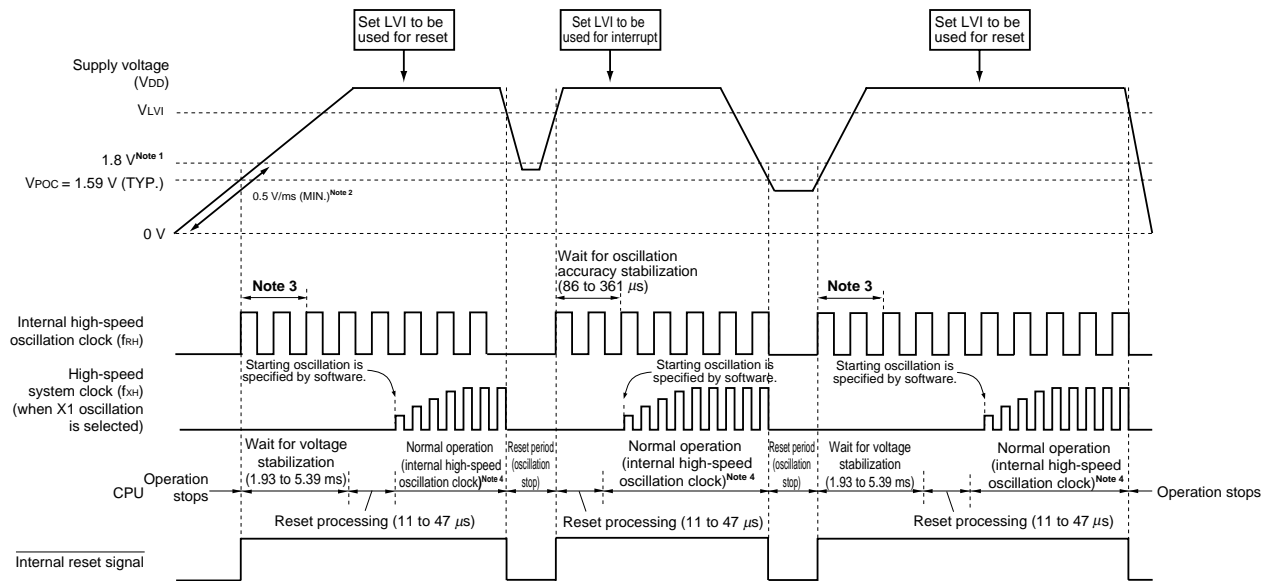 Set LVI to be
used for reset
Set LVI to be
used for interrupt
Set LVI to be
used for reset
Supply voltage
(VDD)
VLVI
1.8 V Note 1
VPOC = 1.59 V (TYP.)
0.5 V/ms (MIN.) Note 2
0 V
Wait for oscillation
accuracy stabilization
(86 to 361 μs)
Note 3
Note 3
Internal high-speed
oscillation clock (fRH)
Starting oscillation is
specified by software.
Starting oscillation is
specified by software.
Starting oscillation is
specified by software.
High-speed
system clock (fXH)
(when X1 oscillation
is selected)
Wait for voltage
stabilization
(1.93 to 5.39 ms)
Normal operation
(internal high-speed
oscillation clock) Note 4
Reset period
(oscillation
stop)
Normal operation
(internal high-speed
oscillation clock) Note 4
Reset period
(oscillation
stop)
Wait for voltage
stabilization
(1.93 to 5.39 ms)
Normal operation
(internal high-speed
oscillation clock) Note 4
CPU
Operation
stops
Operation stops
Reset processing (11 to 47 μs)
Reset processing (11 to 47 μs)
Reset processing (11 to 47 μs)
Internal reset signal